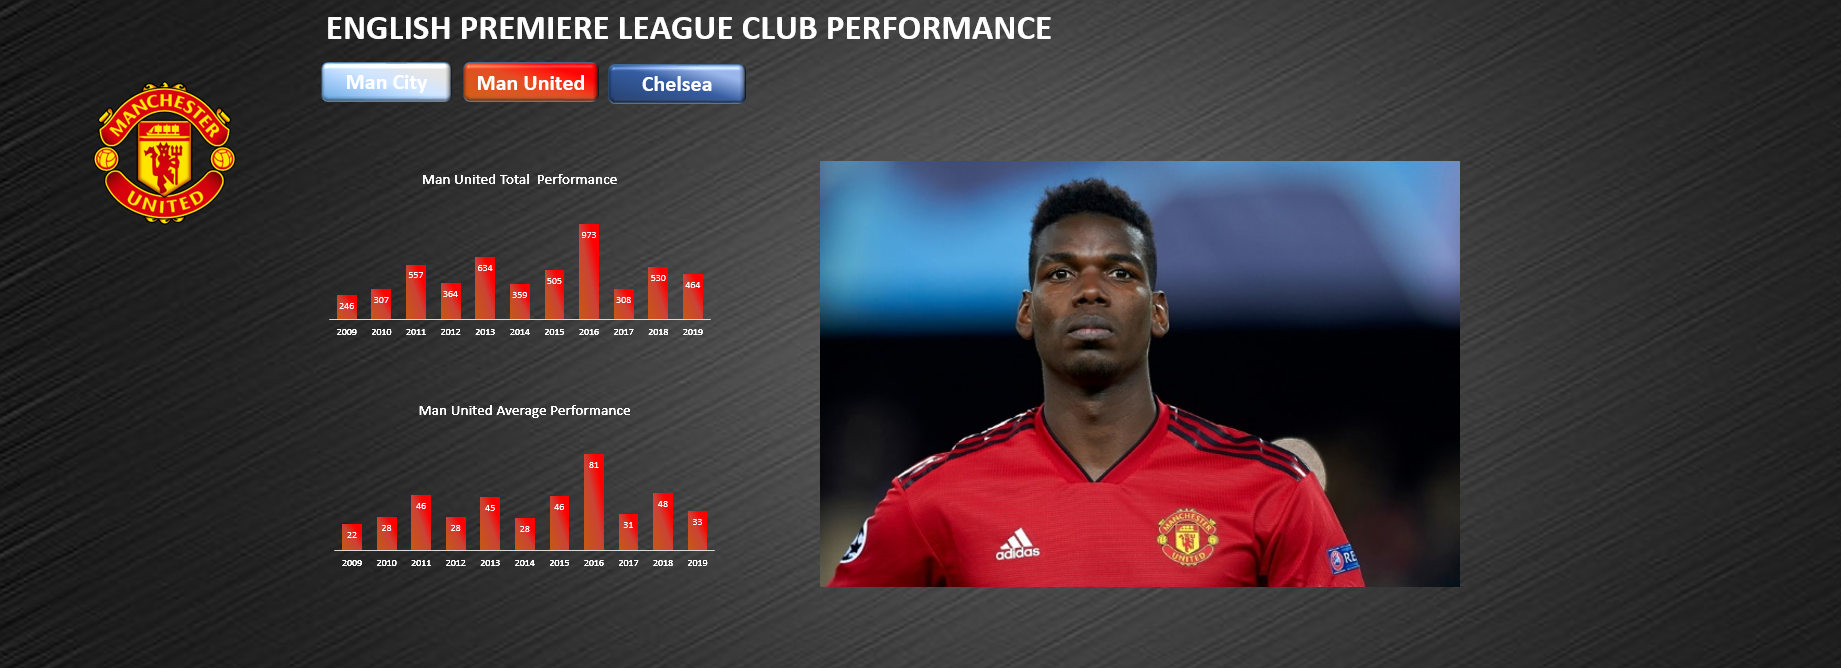 ENGLISH PREMIERE LEAGUE CLUB PERFORMANCE
Man City Man United Chelsea
MANCHESTER
UNITED
Man United Total Performance
246 307 557 364 634 359 505 973 308 530 464
2009 2010 2011 2012 2013 2014 2015 2016 2017 2018 2019
Man United Average Performance
22 28 46 28 45 28 46 81 31 48 33
2009 2010 2011 2012 2013 2014 2015 2016 2017 2018 2019
adidas
MANCHESTER
UNITED
RE